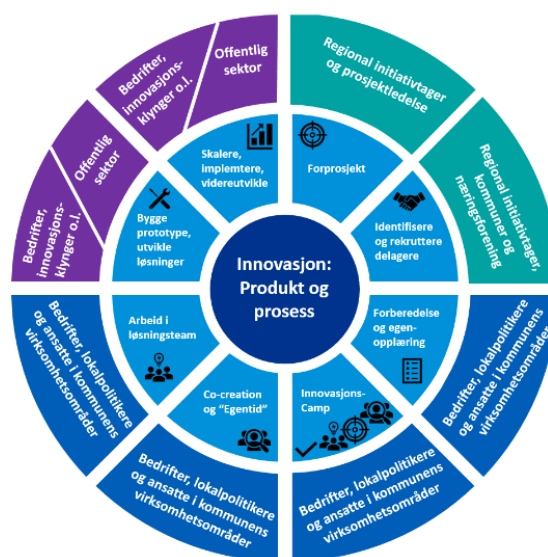 Innovasjon:
Produkt og
prosess
Forprosjekt
Identifisere
og rekruttere
delagere
Forberedelse
og egen-
opplæring
Innovasjons-
Camp
Co-creation
og “Egentid”
Arbeid i
løsningsteam
Bygge
prototype,
utvikle
løsninger
Skalere,
implemtere,
videreutvikle
Regional initiativtager
og prosjektledelse
Regional initiativtager,
kommuner og
næringsforening
Bedrifter, lokalpolitikere
og ansatte i kommunens
virksomhetsområder
Bedrifter, lokalpolitikere
og ansatte i kommunens
virksomhetsområder
Bedrifter, lokalpolitikere
og ansatte i kommunens
virksomhetsområder
Bedrifter, lokalpolitikere
og ansatte i kommunens
virksomhetsområder
Bedrifter,
innovasjons-
klynger o.l.
Offentlig
sektor
Bedrifter,
innovasjons-
klynger o.l.
Offentlig
sektor